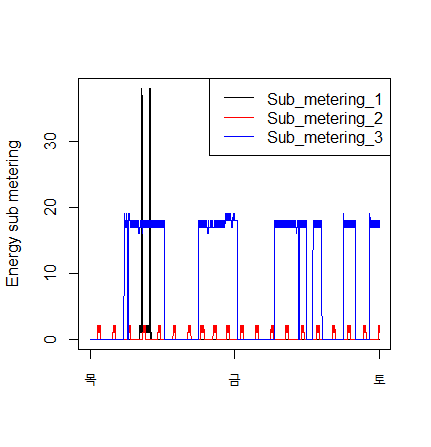 Sub_metering_1
Sub_metering_2
Sub_metering_3
Energy sub metering
30
20
10
0
목 금 토